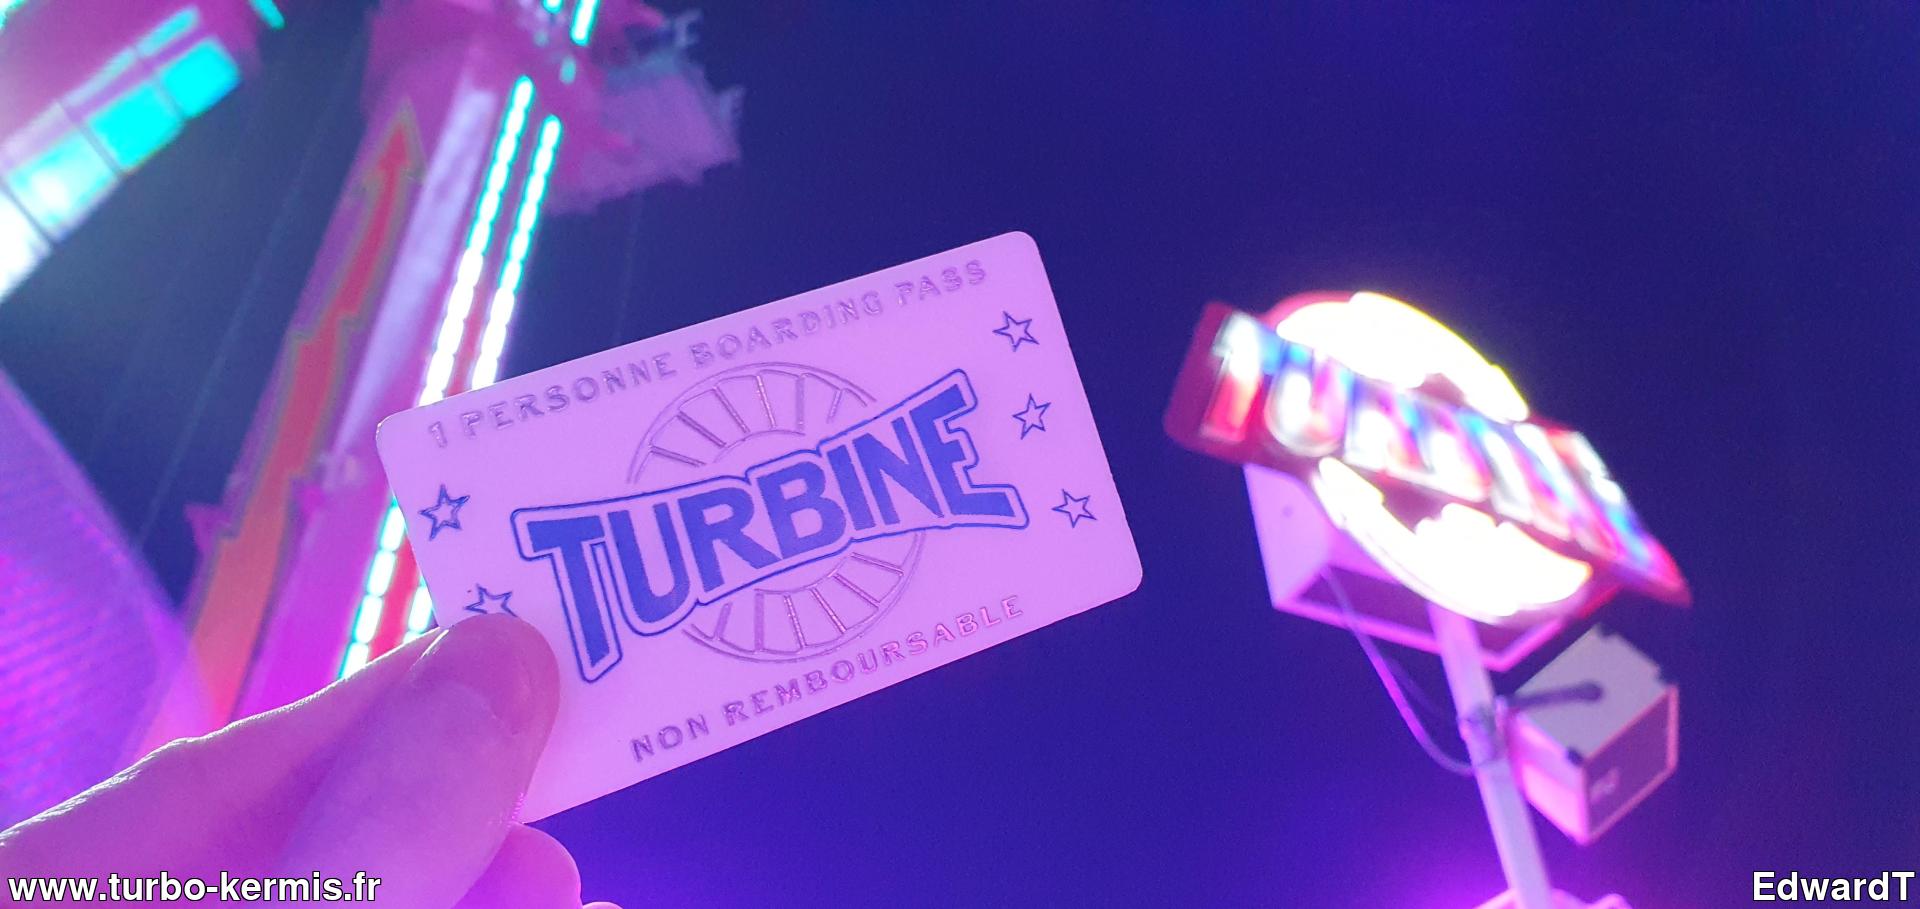 1 PERSONNE BOARDING PASS
TURBINE
NON REMBOURSABLE
www.turbo-kermis.fr
EdwardT